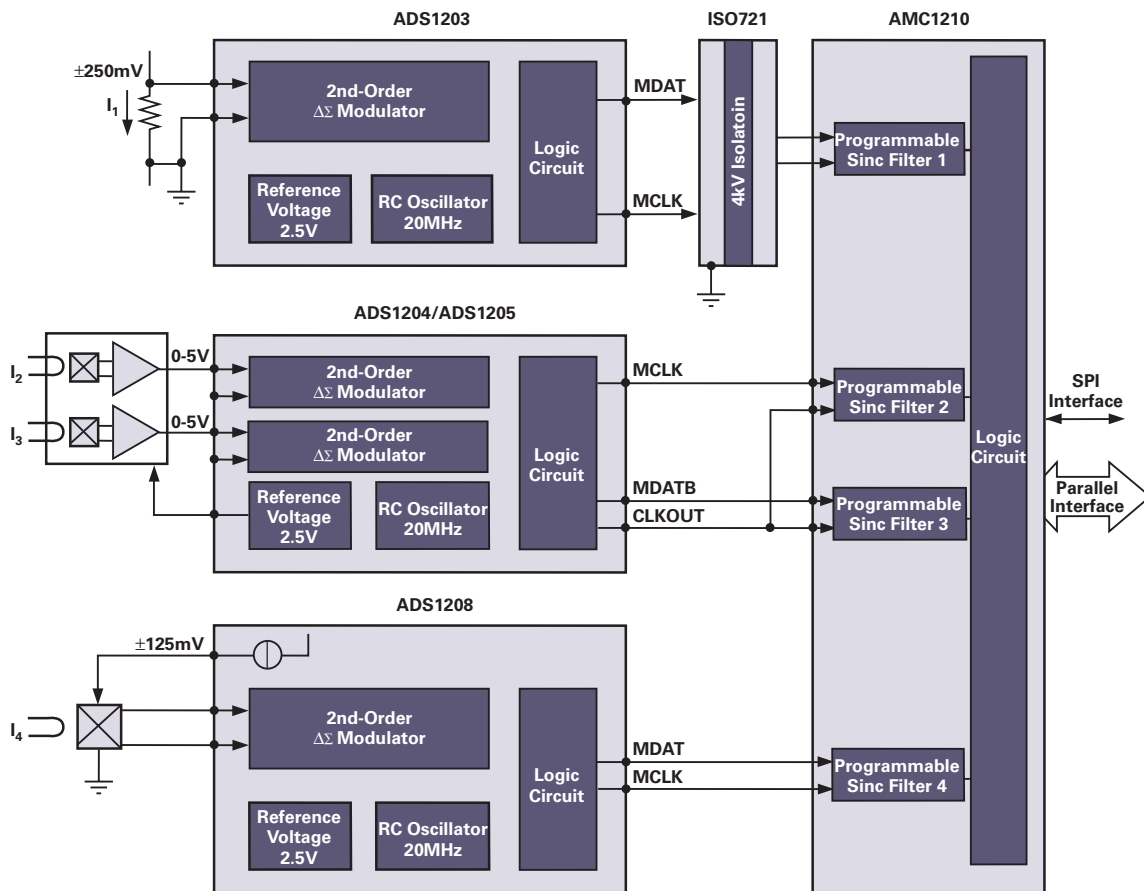 ADS1203
ISO721
AMC1210
±250mV
I1
2nd-Order
ΔΣ Modulator
Reference
Voltage
2.5V
RC Oscillator
20MHz
Logic
Circuit
MDAT
MCLK
4kV Isolatoin
Programmable
Sinc Filter 1
ADS1204/ADS1205
I2
I3
0-5V
0-5V
2nd-Order
ΔΣ Modulator
2nd-Order
ΔΣ Modulator
Reference
Voltage
2.5V
RC Oscillator
20MHz
Logic
Circuit
MCLK
MDATB
CLKOUT
Programmable
Sinc Filter 2
Programmable
Sinc Filter 3
Logic
Circuit
SPI
Interface
Parallel
Interface
ADS1208
±125mV
I4
2nd-Order
ΔΣ Modulator
Reference
Voltage
2.5V
RC Oscillator
20MHz
Logic
Circuit
MDAT
MCLK
Programmable
Sinc Filter 4